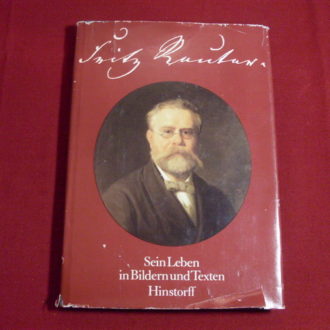 Fritz Reuter.
Sein Leben
in Bildern und Texten
Hinstorff